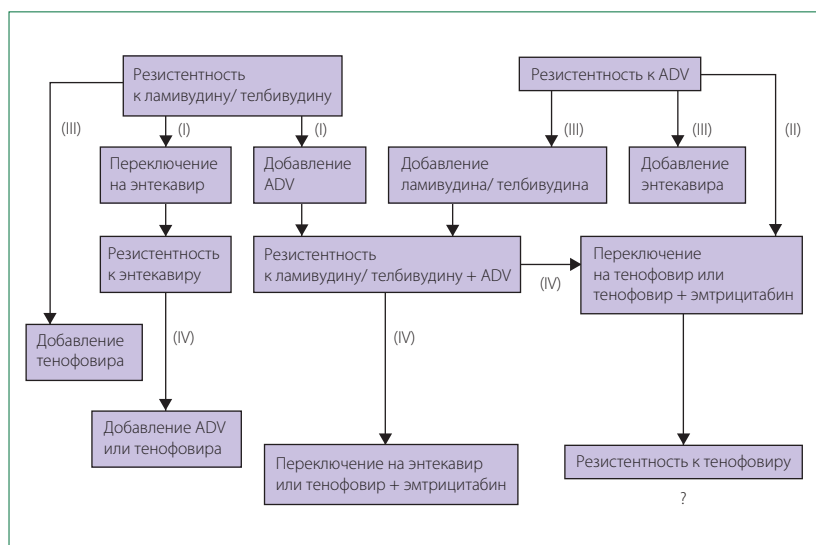 Резистентность
к ламивудину/ телбивудину
Резистентность к ADV
(III)
(I)
(I)
(III)
(III)
(II)
Переключение
на энтекавир
Добавление
ADV
Добавление
ламивудина/ телбивудина
Добавление
энтекавира
Резистентность
к энтекавиру
Резистентность
к ламивудину/ телбивудину + ADV
(IV)
Переключение
на тенофовир или
тенофовир + эмтрицитабин
Добавление
тенофовира
(IV)
(IV)
Добавление ADV
или тенофовира
Переключение на энтекавир
или тенофовир + эмтрицитабин
Резистентность к тенофовиру
?